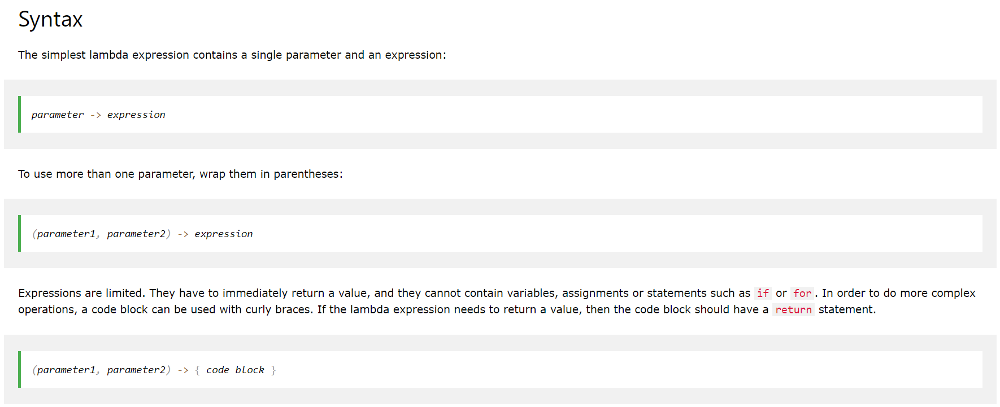 Syntax
The simplest lambda expression contains a single parameter and an expression:
parameter -> expression
To use more than one parameter, wrap them in parentheses:
(parameter1, parameter2) -> expression
Expressions are limited. They have to immediately return a value, and they cannot contain variables, assignments or statements such as if or for. In order to do more complex
operations, a code block can be used with curly braces. If the lambda expression needs to return a value, then the code block should have a return statement.
(parameter1, parameter2) -> { code block }